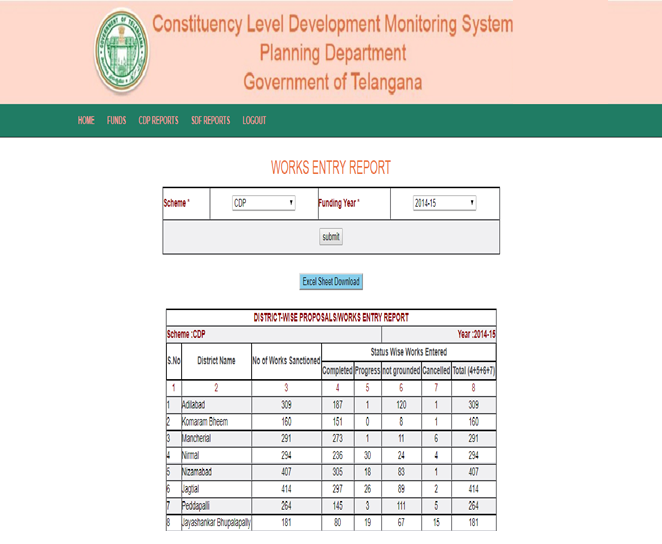 GOVERNMENT OF TELANGANA
Constituency Level Development Monitoring System
Planning Department
Government of Telangana
HOME FUNDS CDP REPORTS SDF REPORTS LOGOUT
WORKS ENTRY REPORT
Scheme * CDP Funding Year * 2014-15
submit
Excel Sheet Download
DISTRICT-WISE PROPOSALS/WORKS ENTRY REPORT
Scheme :CDP Year :2014-15
S.No District Name No of Works Sanctioned Status Wise Works Entered
Completed Progress not grounded Cancelled Total (4+5+6+7)
1 2 3 4 5 6 7 8
1 Adilabad 309 187 1 120 1 309
2 Komaram Bheem 160 151 0 8 1 160
3 Mancherial 291 273 1 11 6 291
4 Nirmal 294 236 30 24 4 294
5 Nizamabad 407 305 18 83 1 407
6 Jagtial 414 297 26 89 2 414
7 Peddapalli 264 145 3 111 5 264
8 Jayashankar Bhupalapally 181 80 19 67 15 181